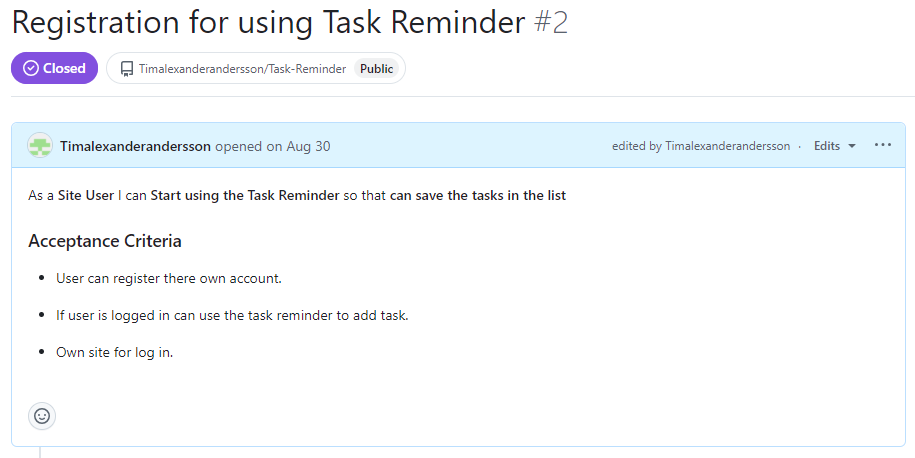 Registration for using Task Reminder #2
Closed
Timalexanderandersson/Task-Reminder Public
Timalexanderandersson opened on Aug 30 edited by Timalexanderandersson · Edits
As a Site User I can Start using the Task Reminder so that can save the tasks in the list
Acceptance Criteria
• User can register there own account.
• If user is logged in can use the task reminder to add task.
• Own site for log in.